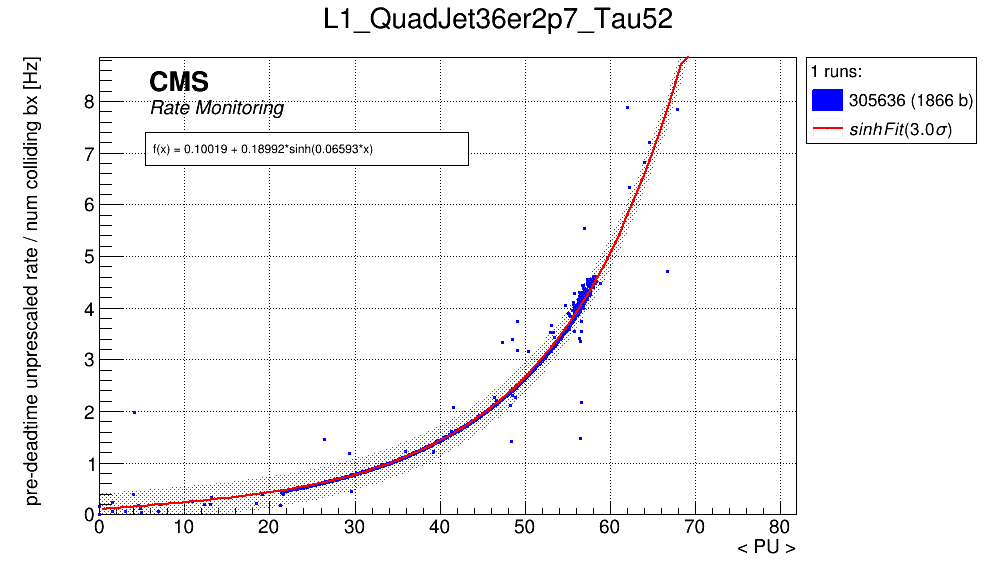 L1_QuadJet36er2p7_Tau52
pre-deadtime unprescaled rate / num colliding bx [Hz]
CMS
Rate Monitoring
f(x) = 0.10019 + 0.18992*sinh(0.06593*x)
8
7
6
5
4
3
2
1
0
0 10 20 30 40 50 60 70 80
< PU >
1 runs:
305636 (1866 b)
sinhFit(3.0σ)